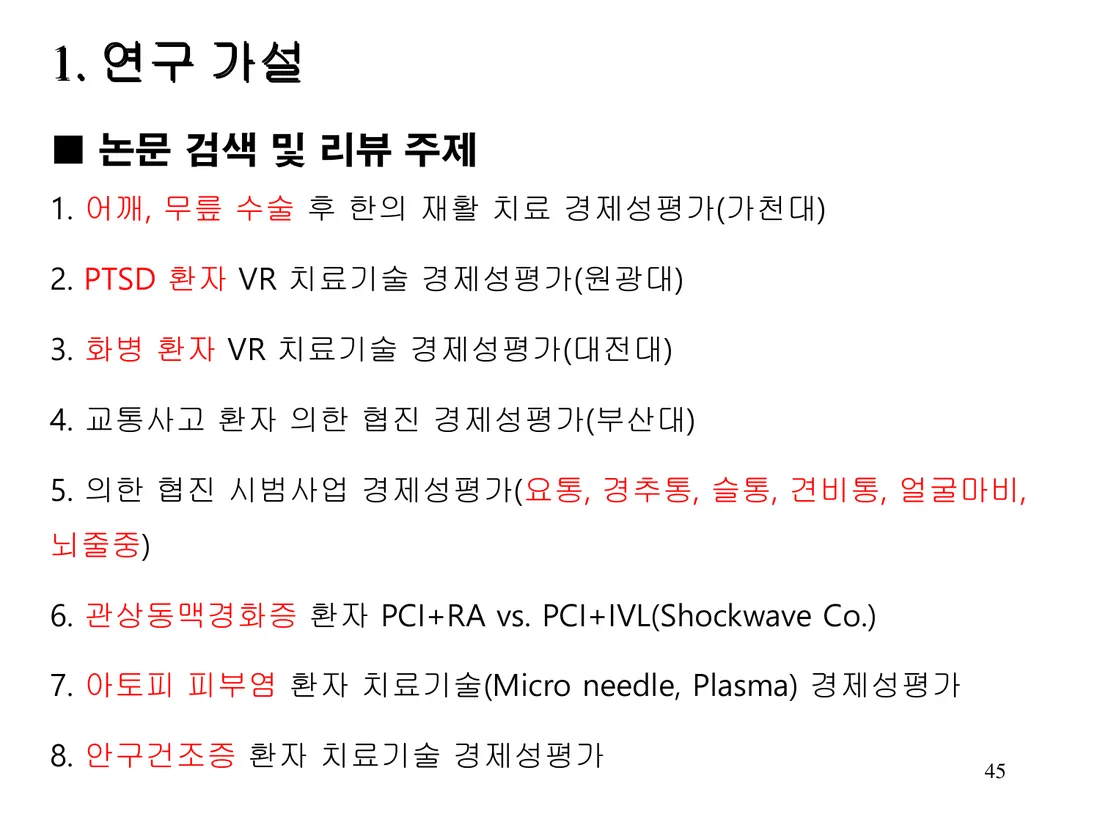 1. 연구 가설
■ 논문 검색 및 리뷰 주제
1. 어깨, 무릎 수술 후 한의 재활 치료 경제성평가(가천대)
2. PTSD 환자 VR 치료기술 경제성평가(원광대)
3. 화병 환자 VR 치료기술 경제성평가(대전대)
4. 교통사고 환자 의한 협진 경제성평가(부산대)
5. 의한 협진 시범사업 경제성평가(요통, 경추통, 슬통, 견비통, 얼굴마비,
뇌줄중)
6. 관상동맥경화증 환자 PCI+RA vs. PCI+IVL(Shockwave Co.)
7. 아토피 피부염 환자 치료기술(Micro needle, Plasma) 경제성평가
8. 안구건조증 환자 치료기술 경제성평가
45